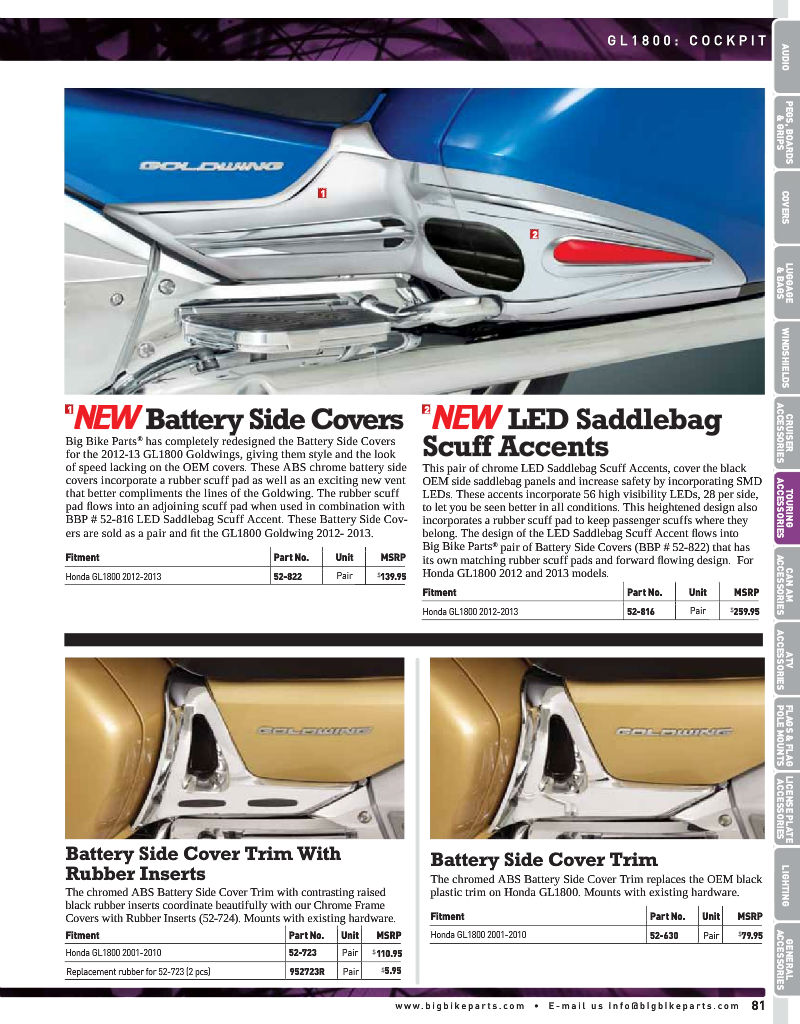 GL1800: COCKPIT
GOLDWING
1
2
1 NEW Battery Side Covers
Big Bike Parts® has completely redesigned the Battery Side Covers
for the 2012-13 GL1800 Goldwings, giving them style and the look
of speed lacking on the OEM covers. These ABS chrome battery side
covers incorporate a rubber scuff pad as well as an exciting new vent
that better compliments the lines of the Goldwing. The rubber scuff
pad flows into an adjoining scuff pad when used in combination with
BBP # 52-816 LED Saddlebag Scuff Accent. These Battery Side Cov-
ers are sold as a pair and fit the GL1800 Goldwing 2012- 2013.
Fitment Part No. Unit MSRP
Honda GL1800 2012-2013 52-822 Pair $139.95
2 NEW LED Saddlebag
Scuff Accents
This pair of chrome LED Saddlebag Scuff Accents, cover the black
OEM side saddlebag panels and increase safety by incorporating SMD
LEDs. These accents incorporate 56 high visibility LEDs, 28 per side,
to let you be seen better in all conditions. This heightened design also
incorporates a rubber scuff pad to keep passenger scuffs where they
belong. The design of the LED Saddlebag Scuff Accent flows into
Big Bike Parts® pair of Battery Side Covers (BBP # 52-822) that has
its own matching rubber scuff pads and forward flowing design. For
Honda GL1800 2012 and 2013 models.
Fitment Part No. Unit MSRP
Honda GL1800 2012-2013 52-816 Pair $259.95
GOLDWING
Battery Side Cover Trim With
Rubber Inserts
The chromed ABS Battery Side Cover Trim with contrasting raised
black rubber inserts coordinate beautifully with our Chrome Frame
Covers with Rubber Inserts (52-724). Mounts with existing hardware.
Fitment Part No. Unit MSRP
Honda GL1800 2001-2010 52-723 Pair $110.95
Replacement rubber for 52-723 (2 pcs) 952723R Pair $5.95
GOLDWING
Battery Side Cover Trim
The chromed ABS Battery Side Cover Trim replaces the OEM black
plastic trim on Honda GL1800. Mounts with existing hardware.
Fitment Part No. Unit MSRP
Honda GL1800 2001-2010 52-630 Pair $79.95
www.bigbikeparts.com • E-mail us Info@bigbikeparts.com 81
AUDIO
PEGS, BOARDS
& GRIPS
COVERS
LUGGAGE
& BAGS
WINDSHIELDS
CRUISER
ACCESSORIES
TOURING
ACCESSORIES
CAN AM
ACCESSORIES
ATV
ACCESSORIES
FLAGS & FLAG
POLE MOUNTS
LICENSE PLATE
ACCESSORIES
LIGHTING
GENERAL
ACCESSORIES